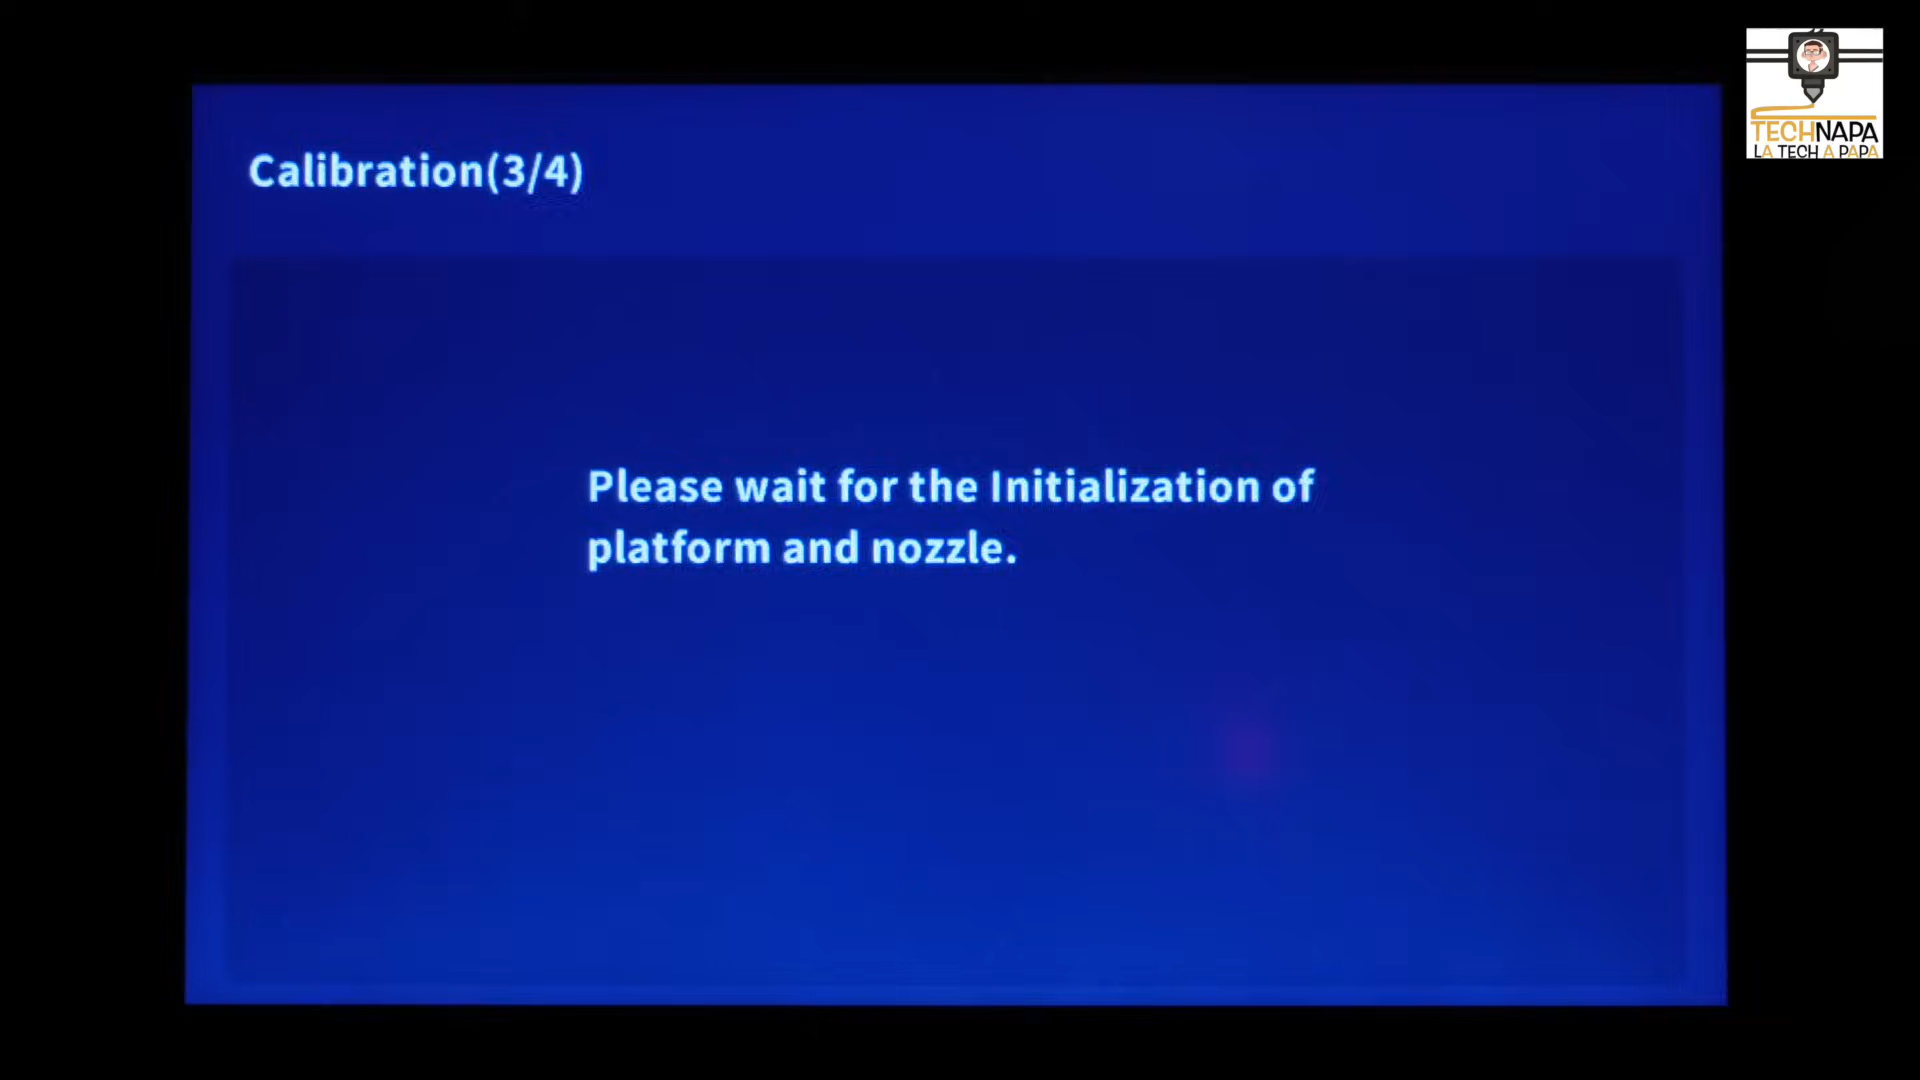 TECHNAPA
LA TECH A PAPA
Calibration(3/4)
Please wait for the Initialization of
platform and nozzle.